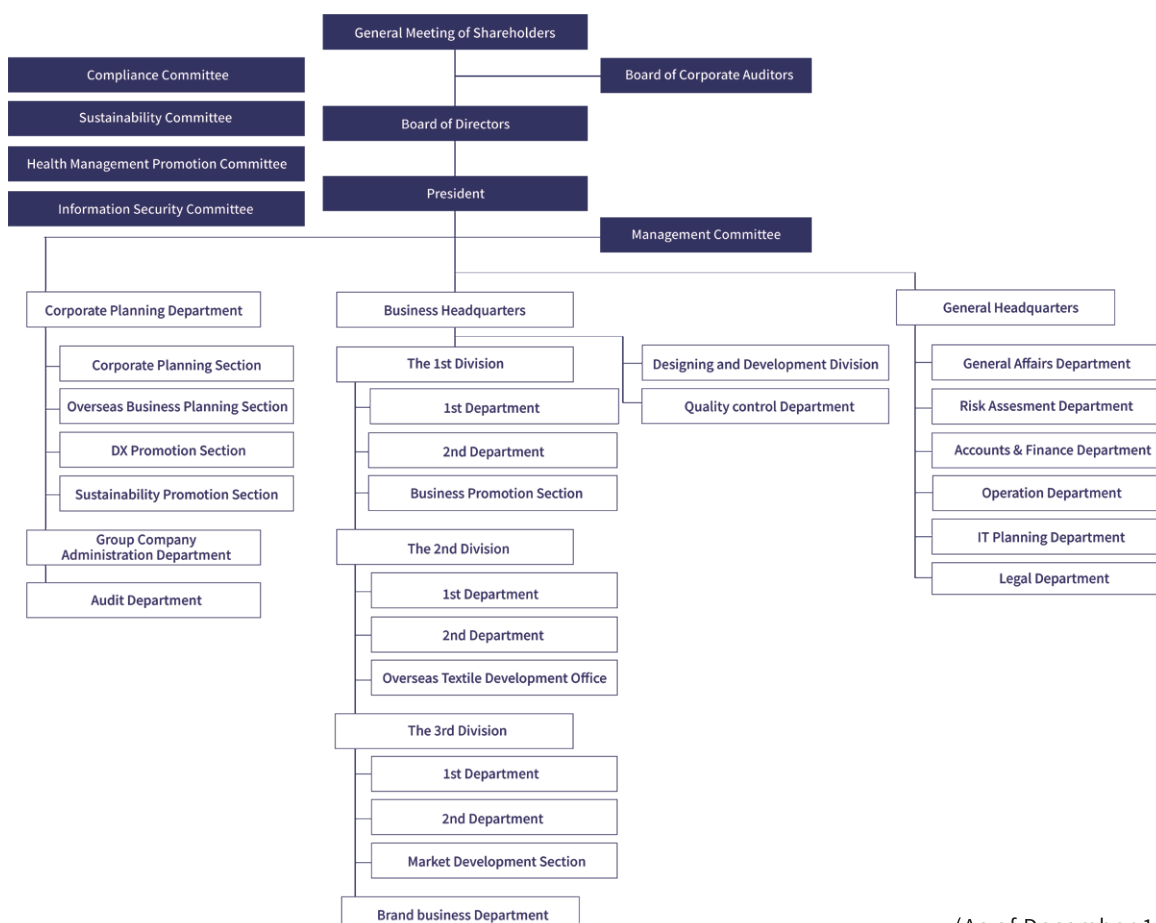 General Meeting of Shareholders
Compliance Committee
Board of Corporate Auditors
Sustainability Committee
Board of Directors
Health Management Promotion Committee
President
Information Security Committee
Management Committee
Corporate Planning Department
Corporate Planning Section
Overseas Business Planning Section
DX Promotion Section
Sustainability Promotion Section
Group Company
Administration Department
Audit Department
Business Headquarters
The 1st Division
1st Department
2nd Department
Business Promotion Section
The 2nd Division
1st Department
2nd Department
Overseas Textile Development Office
The 3rd Division
1st Department
2nd Department
Market Development Section
Brand business Department
Designing and Development Division
Quality control Department
General Headquarters
General Affairs Department
Risk Assesment Department
Accounts & Finance Department
Operation Department
IT Planning Department
Legal Department
(As of December 1